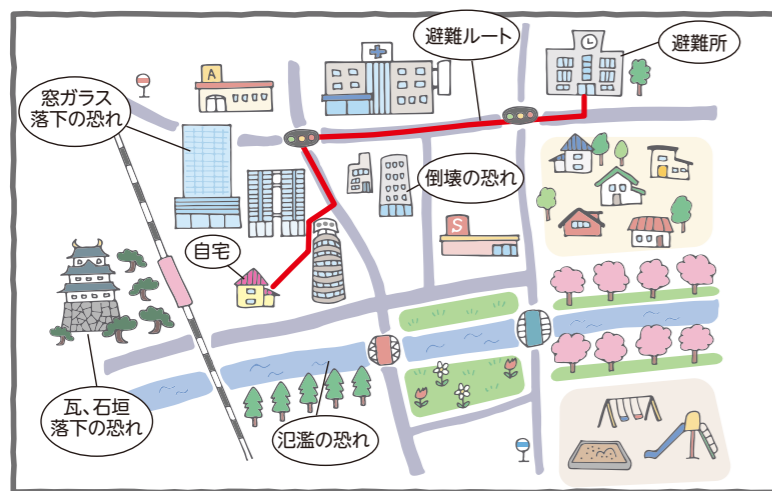 避難ルート
避難所
A
窓ガラス
落下の恐れ
倒壊の恐れ
S
自宅
瓦、石垣
落下の恐れ
氾濫の恐れ